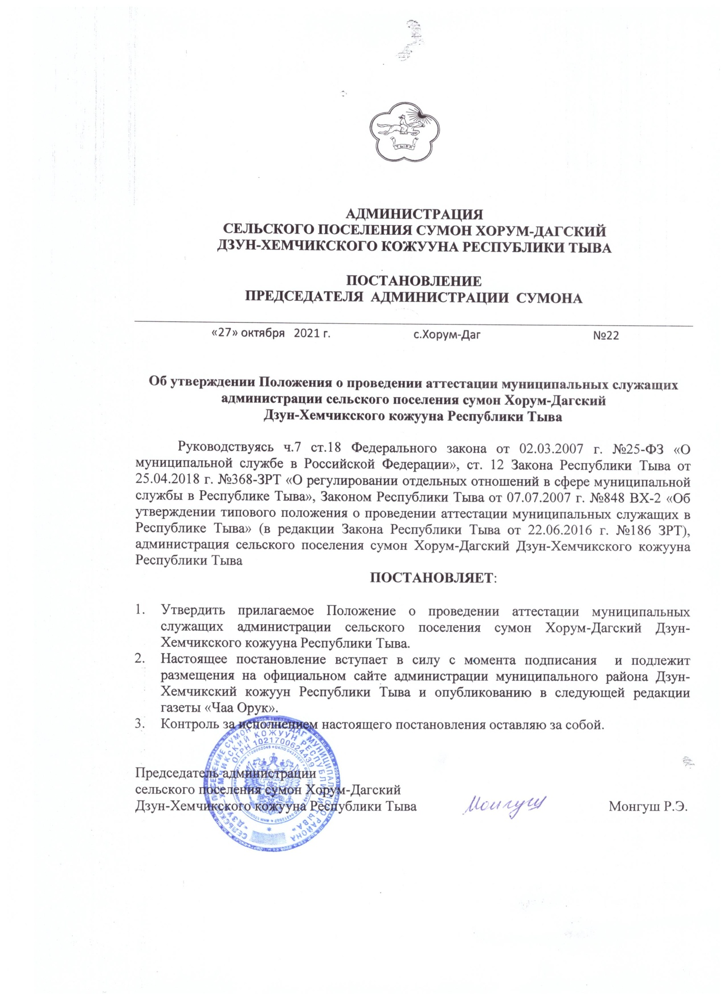 ТЫВА
АДМИНИСТРАЦИЯ
СЕЛЬСКОГО ПОСЕЛЕНИЯ СУМОН ХОРУМ-ДАГСКИЙ
ДЗУН-ХЕМЧИКСКОГО КОЖУУНА РЕСПУБЛИКИ ТЫВА
ПОСТАНОВЛЕНИЕ
ПРЕДСЕДАТЕЛЯ АДМИНИСТРАЦИИ СУМОНА
«27» октября 2021 г. с.Хорум-Даг №22
Об утверждении Положения о проведении аттестации муниципальных служащих
администрации сельского поселения сумон Хорум-Дагский
Дзун-Хемчикского кожууна Республики Тыва
Руководствуясь ч.7 ст.18 Федерального закона от 02.03.2007 г. №25-ФЗ «О
муниципальной службе в Российской Федерации», ст. 12 Закона Республики Тыва от
25.04.2018 г. №368-ЗРТ «О регулировании отдельных отношений в сфере муниципальной
службы в Республике Тыва», Законом Республики Тыва от 07.07.2007 г. №848 ВХ-2 «Об
утверждении типового положения о проведении аттестации муниципальных служащих в
Республике Тыва» (в редакции Закона Республики Тыва от 22.06.2016 г. №186 ЗРТ),
администрация сельского поселения сумон Хорум-Дагский Дзун-Хемчикского кожууна
Республики Тыва
ПОСТАНОВЛЯЕТ:
1. Утвердить прилагаемое Положение о проведении аттестации муниципальных
служащих администрации сельского поселения сумон Хорум-Дагский Дзун-
Хемчикского кожууна Республики Тыва.
2. Настоящее постановление вступает в силу с момента подписания и подлежит
размещения на официальном сайте администрации муниципального района Дзун-
Хемчикский кожуун Республики Тыва и опубликованию в следующей редакции
газеты «Чаа Орук».
3. Контроль за исполнением настоящего постановления оставляю за собой.
Председатель администрации
сельского поселения сумон Хорум-Дагский
Дзун-Хемчикского кожууна Республики Тыва Монгуш Монгуш Р.Э.
СЕЛЬСКОЕ ПОСЕЛЕНИЕ СУМОН ХОРУМ-ДАГ МУНИЦИПАЛЬНОГО РАЙОНА
«ДЗУН-ХЕМЧИКСКИЙ КОЖУУН РЕСПУБЛИКИ ТЫВА»
ОГРН 1021700624439